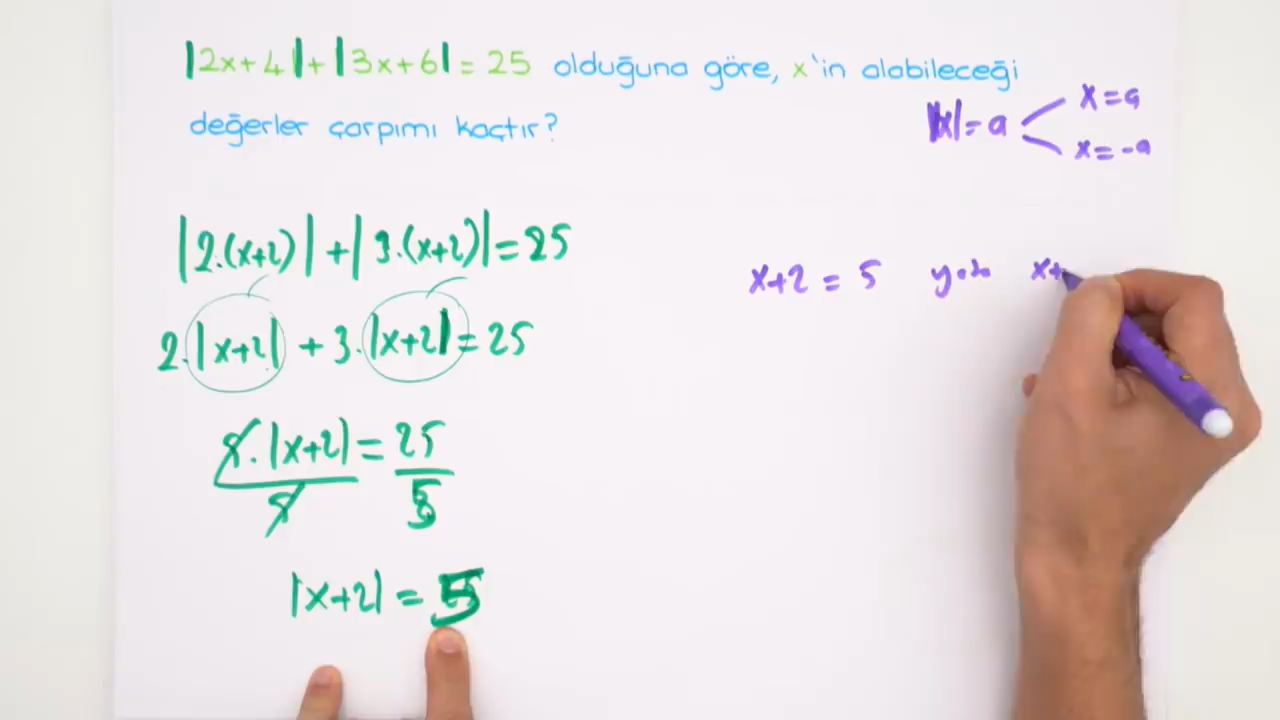 |2x+4|+|3x+6|=25 olduğuna göre, x'in alabileceği
değerler çarpımı kaçtır?
|x|=a
x=a
x=-a
|2.(x+2)|+|3.(x+2)|=25
2.|x+2|+3.|x+2|=25
5.|x+2|=25
5 5
|x+2|=5
x+2=5 ya da x+